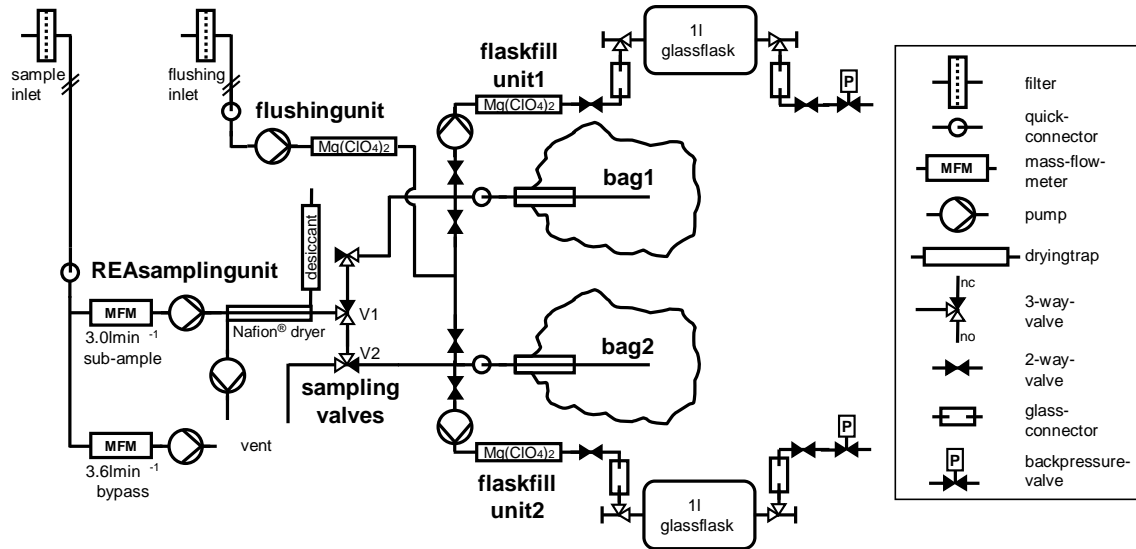 sample
inlet
flushing
inlet
flushingunit
Mg(ClO4)2
flaskfill
unit1
Mg(ClO4)2
1l
glassflask
P
bag1
REAsamplingunit
desiccant
MFM
3.0lmin -1
sub-ample
Nafion® dryer
V1
V2
sampling
valves
bag2
MFM
3.6lmin -1
bypass
vent
Mg(ClO4)2
flaskfill
unit2
1l
glassflask
P
filter
quick-
connector
MFM
mass-flow-
meter
pump
dryingtrap
nc
no
3-way-
valve
2-way-
valve
glass-
connector
P
backpressure-
valve